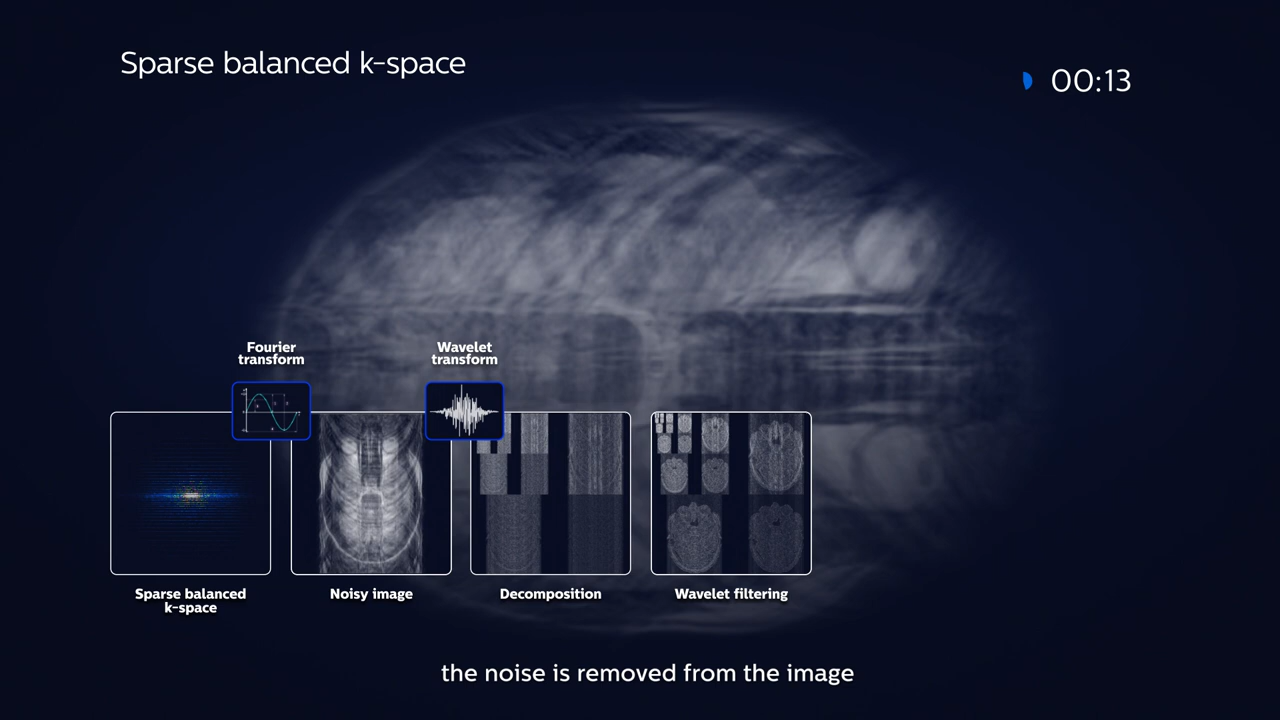 Sparse balanced k-space
00:13
Fourier
transform
Wavelet
transform
Sparse balanced
k-space
Noisy image
Decomposition
Wavelet filtering
the noise is removed from the image